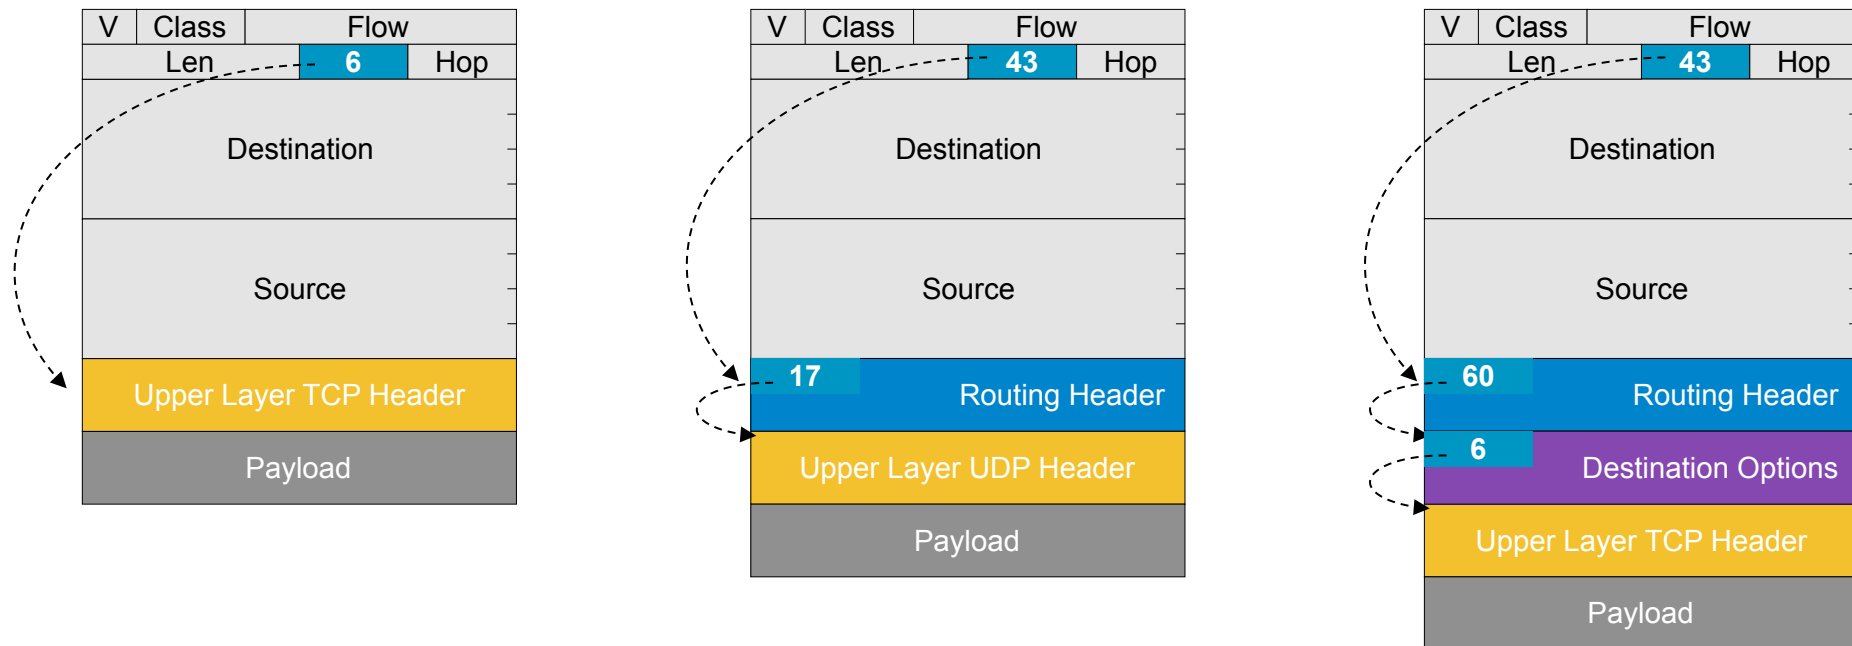 V Class Flow
Len 6 Hop
Destination
Source
Upper Layer TCP Header
Payload
V Class Flow
Len 43 Hop
Destination
Source
17
Routing Header
Upper Layer UDP Header
Payload
V Class Flow
Len 43 Hop
Destination
Source
60
Routing Header
6
Destination Options
Upper Layer TCP Header
Payload